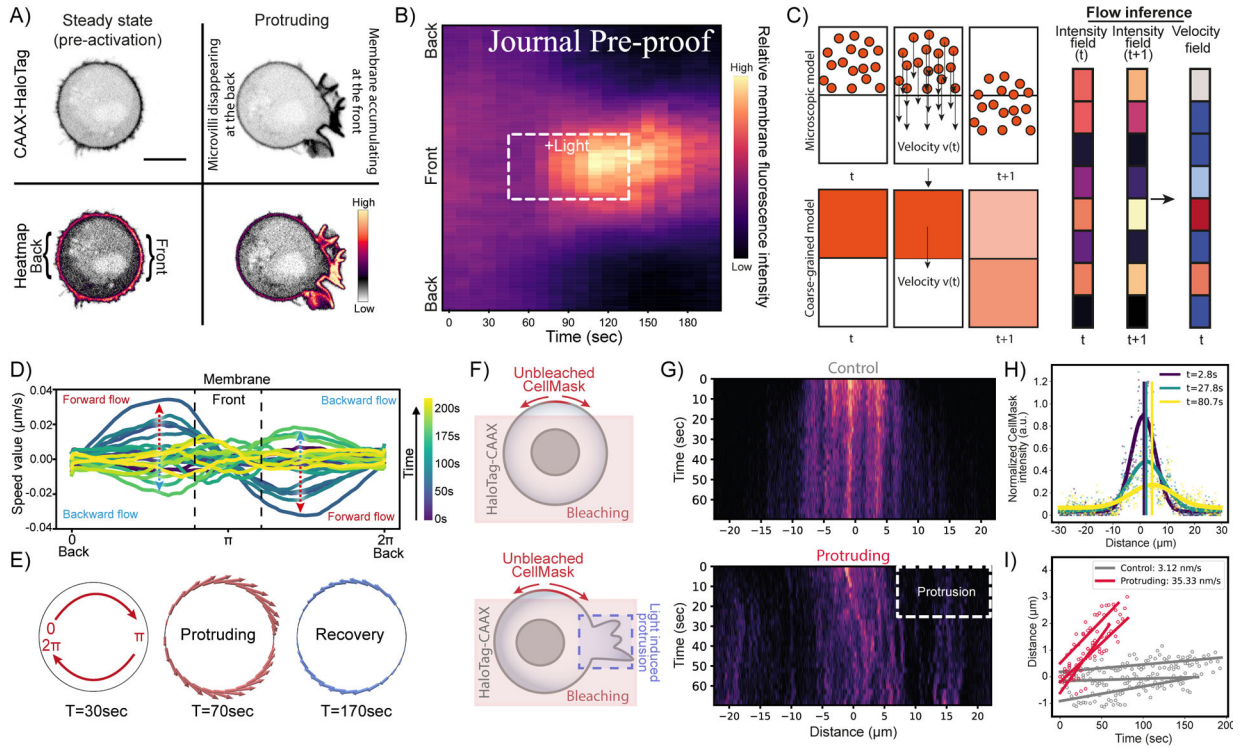 A)
Steady state
(pre-activation)
Protruding
CAAX-HaloTag
Microvilli disappearing
at the back
Membrane accumulating
at the front
Heatmap
Back
Front
High
Low
B)
Journal Pre-proof
Back
Front
Back
+Light
0
30
60
90
120
150
180
Time (sec)
High
Low
Relative membrane fluorescence intensity
C)
Microscopic model
Velocity v(t)
t
t+1
Coarse-grained model
Velocity v(t)
t
t+1
Flow inference
Intensity
field
(t)
Intensity
field
(t+1)
Velocity
field
t
t+1
t
D)
Membrane
Front
Forward flow
Backward flow
Backward flow
Forward flow
Speed value (µm/s)
0.04
0.02
0.00
-0.02
-0.04
0
Back
π
2π
Back
Time
200s
175s
100s
50s
0s
E)
0
2π
π
T=30sec
Protruding
T=70sec
Recovery
T=170sec
F)
Unbleached
CellMask
HaloTag-CAAX
Bleaching
Unbleached
CellMask
HaloTag-CAAX
Light induced
protrusion
Bleaching
G)
Control
Time (sec)
0
10
20
30
40
50
60
−20
−15
−10
−5
0
5
10
15
20
Protruding
Protrusion
Time (sec)
0
10
20
30
40
50
60
70
−20
−15
−10
−5
0
5
10
15
20
Distance (µm)
H)
Normalized CellMask
intensity (a.u.)
1.2
1.0
0.8
0.6
0.4
0.2
0
t=2.8s
t=27.8s
t=80.7s
-30
-20
-10
0
10
20
30
Distance (µm)
I)
Distance (µm)
4
3
2
1
0
-1
Control: 3.12 nm/s
Protruding: 35.33 nm/s
0
50
100
150
200
Time (sec)